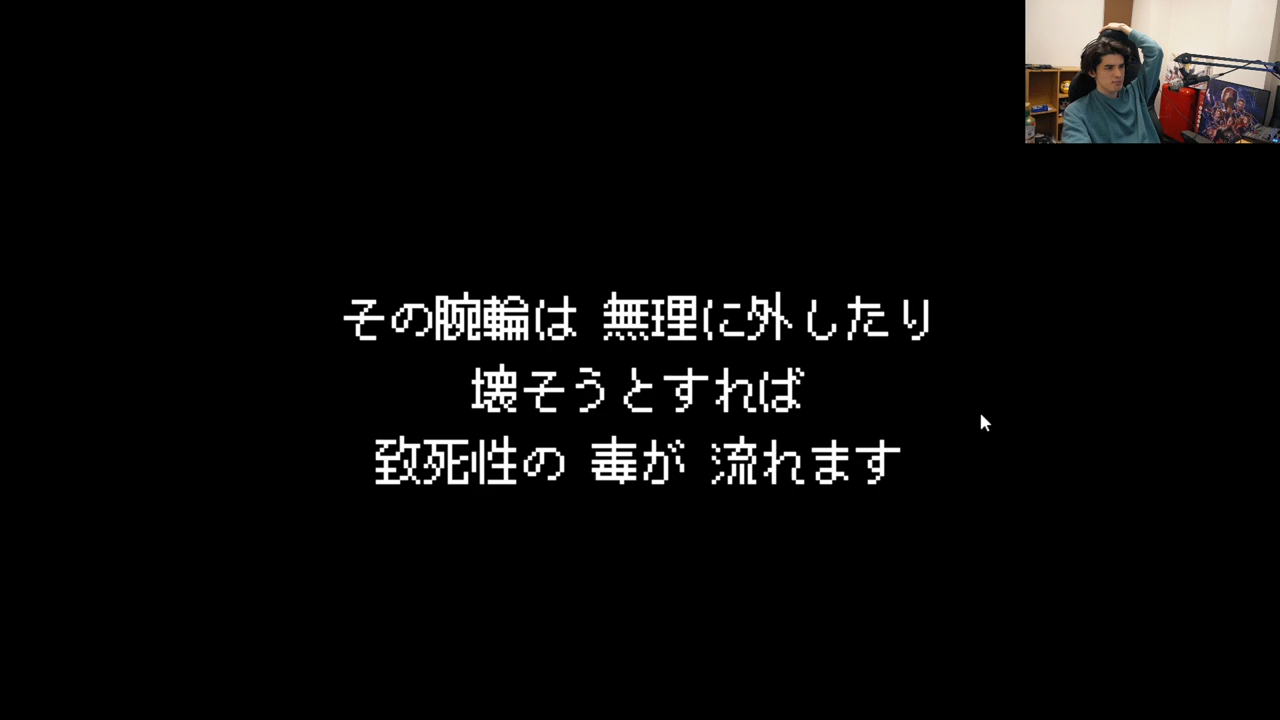 その腕輪は 無理に外したり
壊そうとすれば
致死性の 毒が 流れます